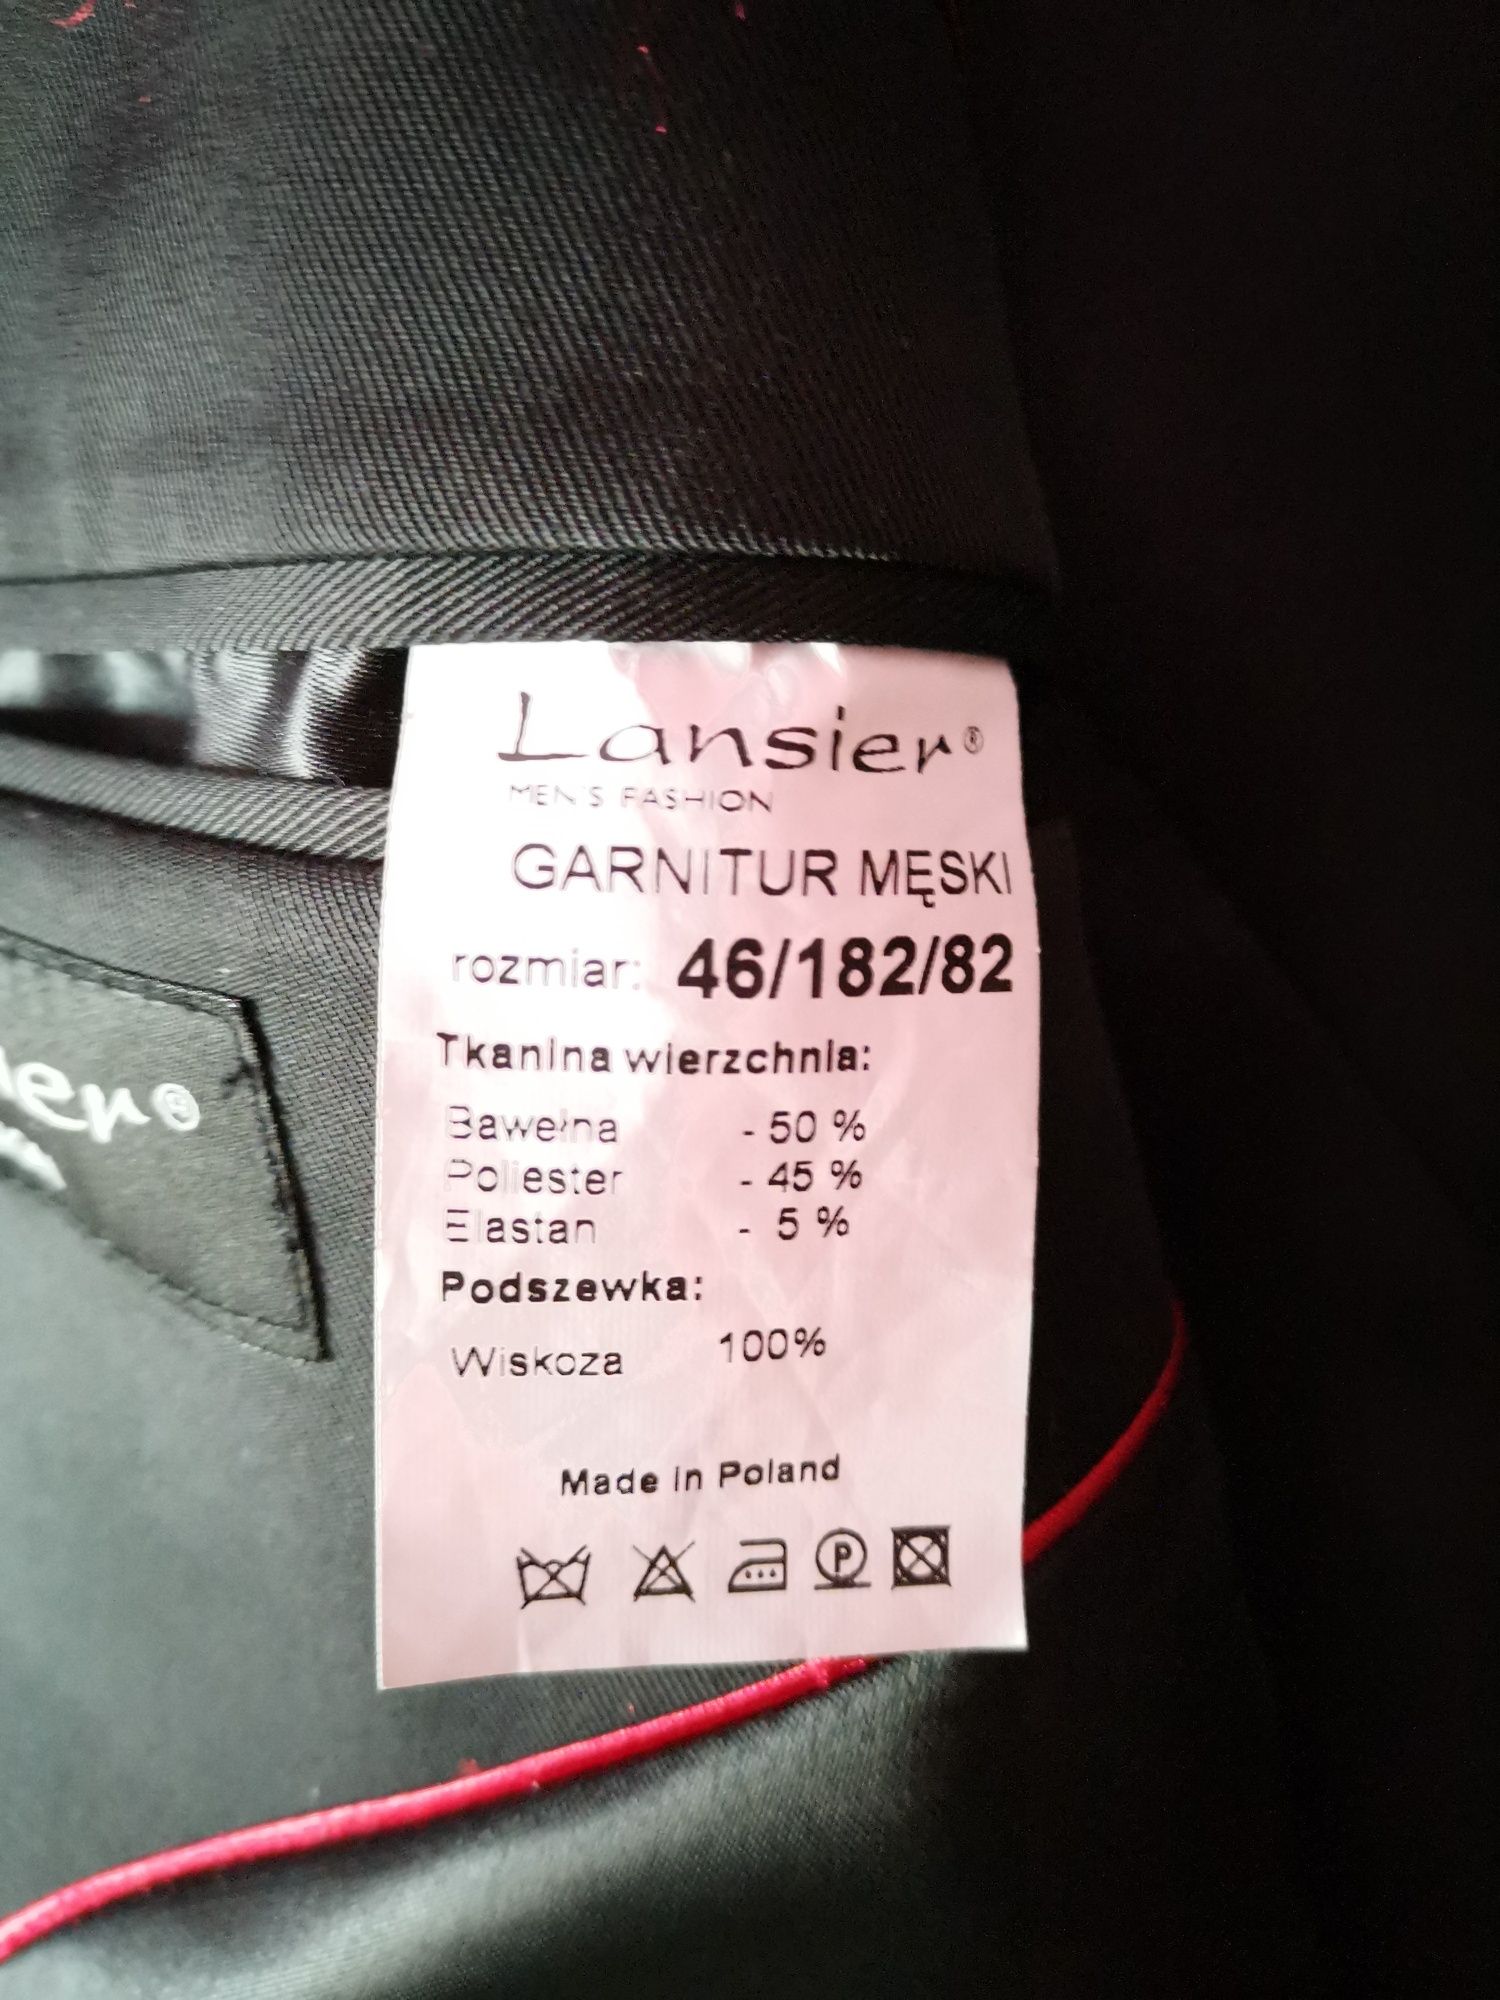 Lansier®
MEN'S FASHION
GARNITUR MĘSKI
rozmiar: 46/182/82
Tkanina wierzchnia:
Bawełna - 50 %
Poliester - 45 %
Elastan - 5 %
Podszewka:
Wiskoza 100%
Made in Poland
P